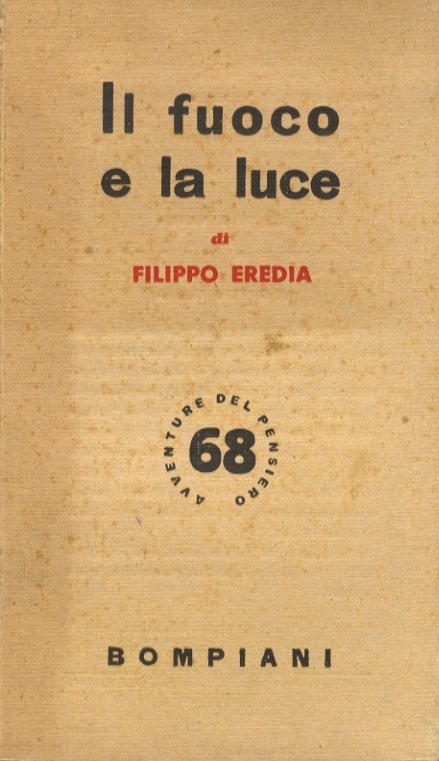 Il fuoco
e la luce
di
FILIPPO EREDIA
AVVENTURE DEL PENSIERO
68
BOMPIANI